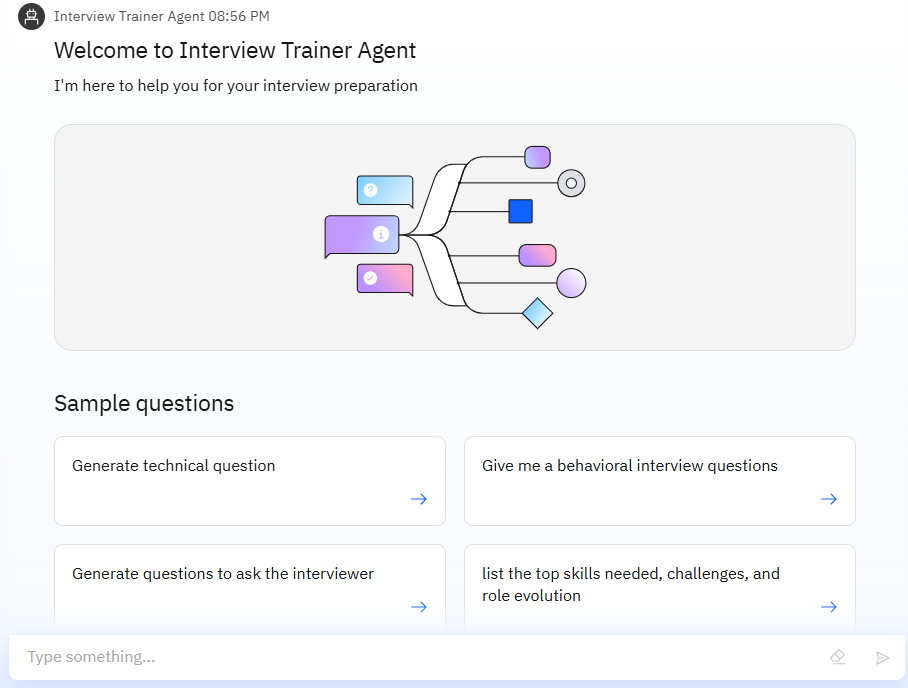 Interview Trainer Agent 08:56 PM
Welcome to Interview Trainer Agent
I'm here to help you for your interview preparation
Sample questions
Generate technical question
Give me a behavioral interview questions
Generate questions to ask the interviewer
list the top skills needed, challenges, and
role evolution
Type something...